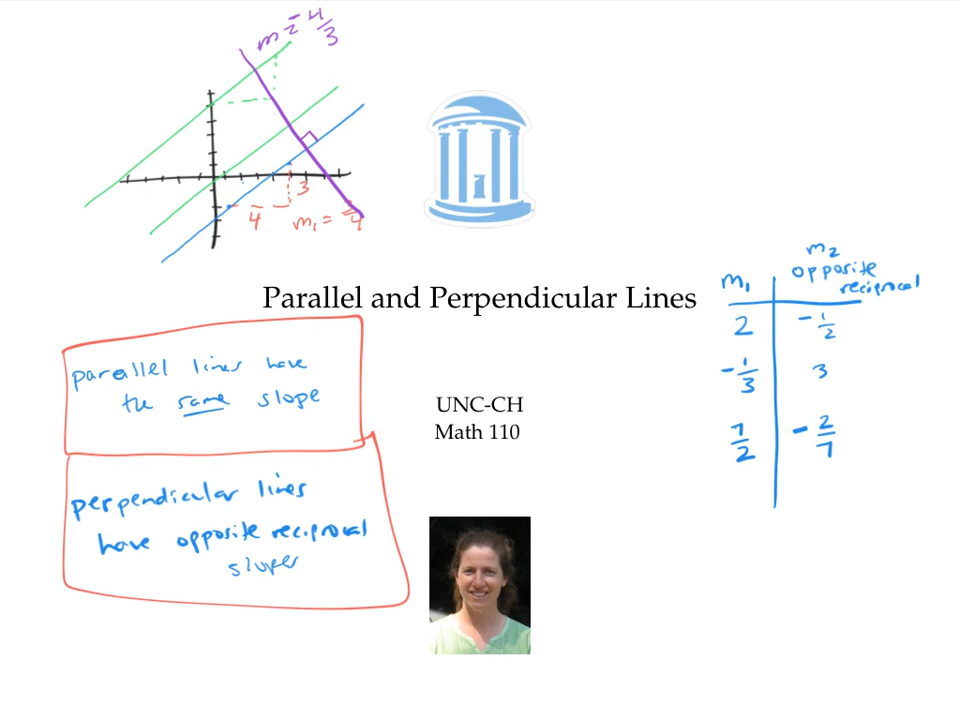 m = -4/3
3
4
m₁ = 3/4
Parallel and Perpendicular Lines
parallel lines have
the same slope
perpendicular lines
have opposite reciprocal
slopes
UNC-CH
Math 110
m₁
m₂
opposite
reciprocal
2 -1/2
-1/3 3
7/2 -2/7